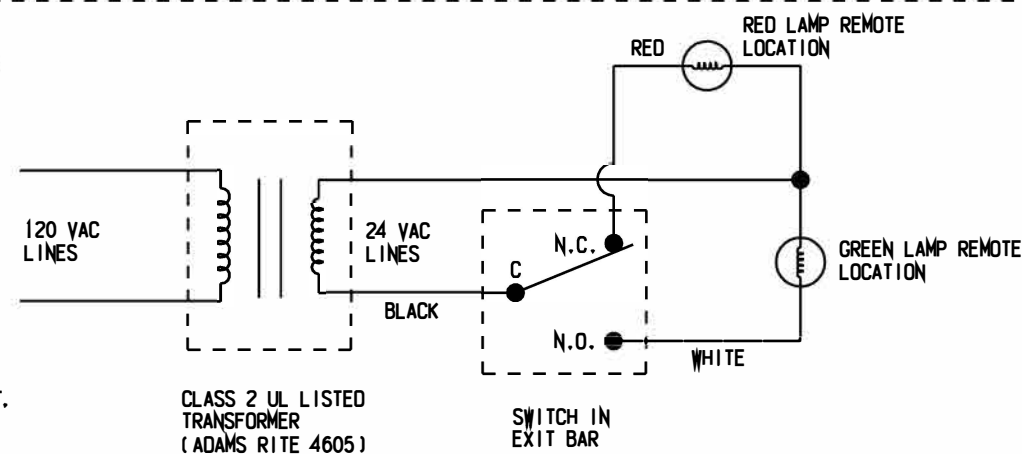 RED LAMP REMOTE
LOCATION
RED
120 VAC
LINES
24 VAC
LINES
N.C.
C
GREEN LAMP REMOTE
LOCATION
BLACK
N.O.
WHITE
CLASS 2 UL LISTED
TRANSFORMER
(ADAMS RITE 4605)
SWITCH IN
EXIT BAR